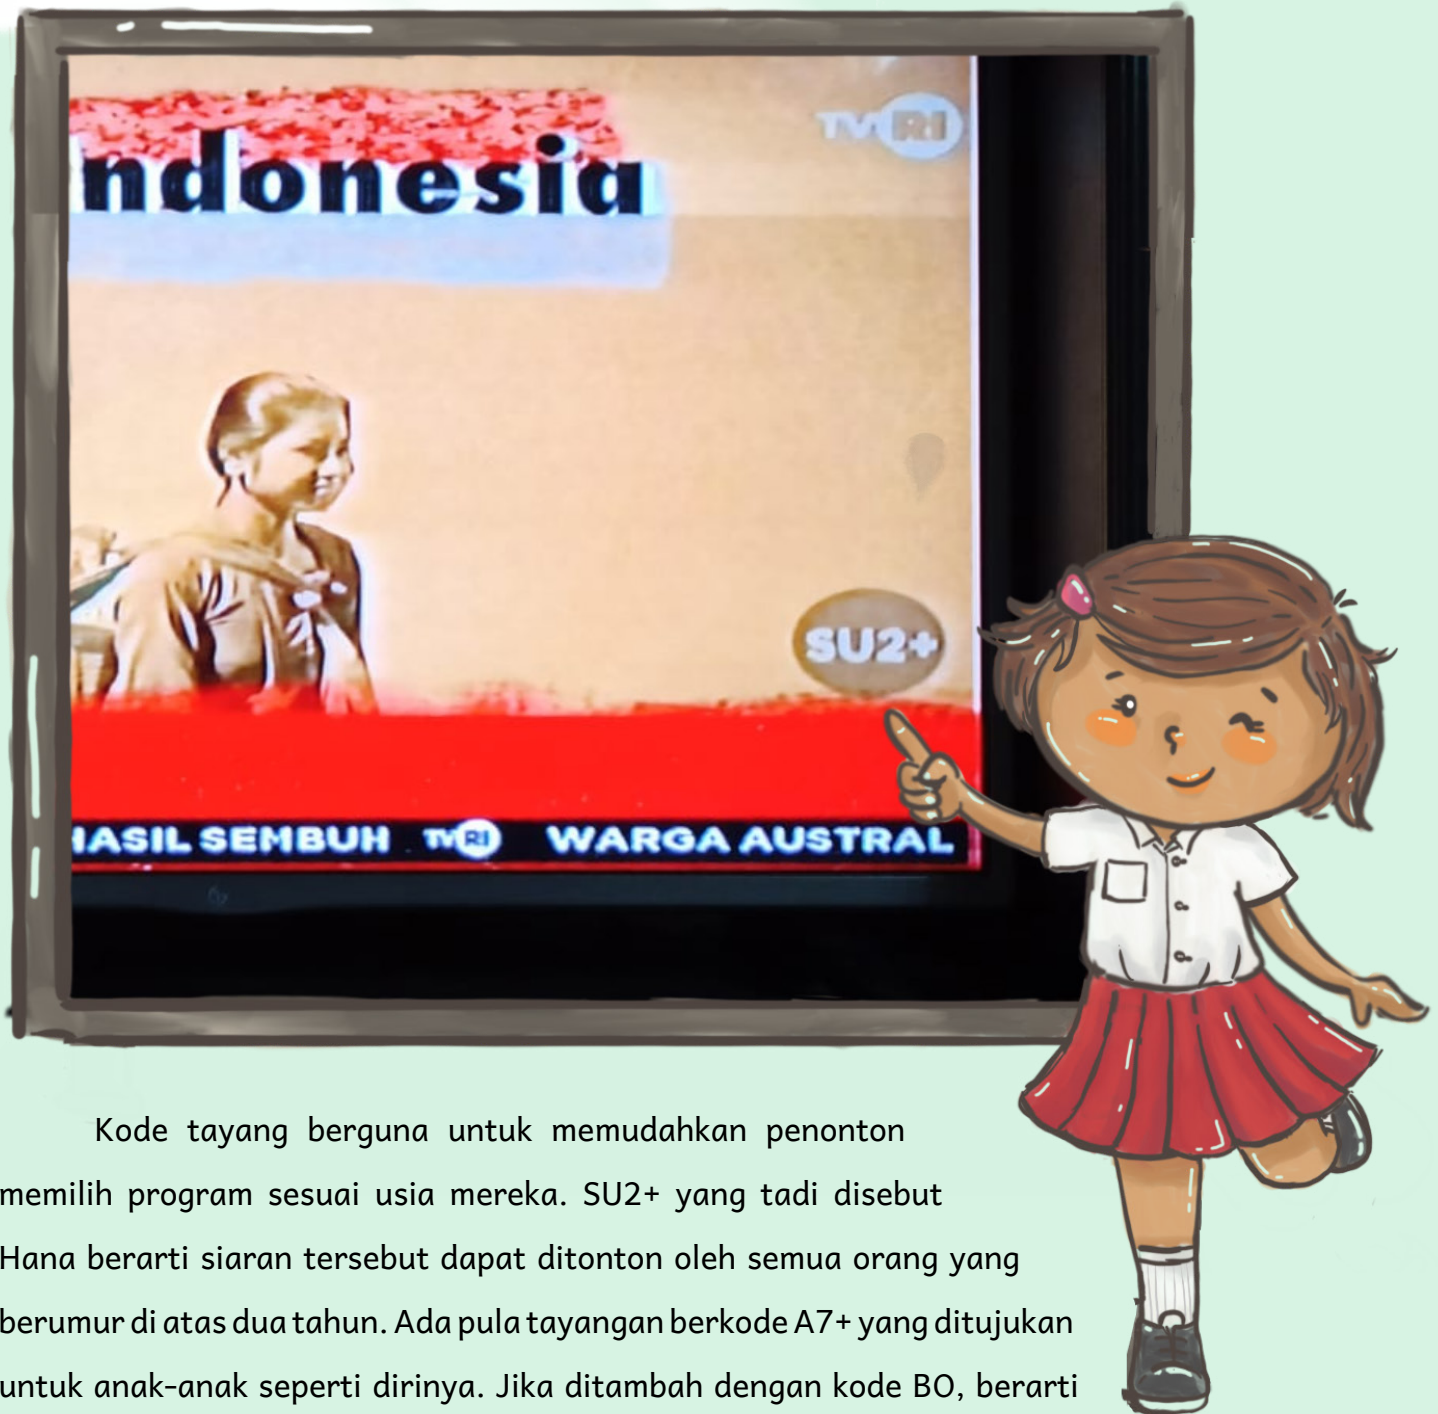 ndonesia
TVRI
SU2+
HASIL SEMBUH TVRI WARGA AUSTRAL
Kode tayang berguna untuk memudahkan penonton
memilih program sesuai usia mereka. SU2+ yang tadi disebut
Hana berarti siaran tersebut dapat ditonton oleh semua orang yang
berumur di atas dua tahun. Ada pula tayangan berkode A7+ yang ditujukan
untuk anak-anak seperti dirinya. Jika ditambah dengan kode BO, berarti